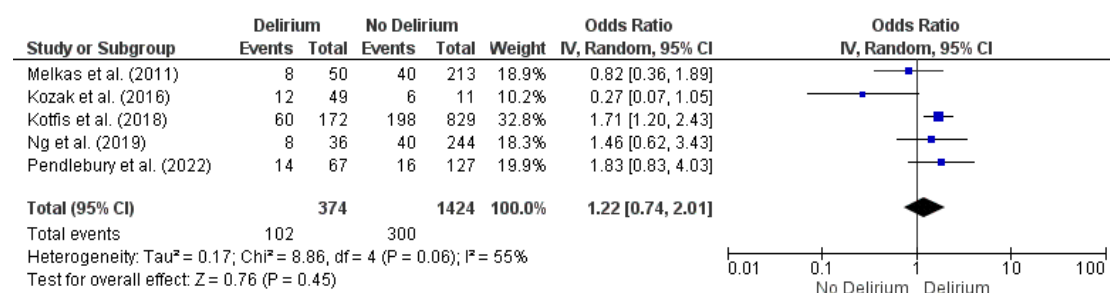 Delirium No Delirium Odds Ratio Odds Ratio
Study or Subgroup Events Total Events Total Weight IV, Random, 95% CI IV, Random, 95% CI
Melkas et al. (2011) 8 50 40 213 18.9% 0.82 [0.36, 1.89]
Kozak et al. (2016) 12 49 6 11 10.2% 0.27 [0.07, 1.05]
Kotfis et al. (2018) 60 172 198 829 32.8% 1.71 [1.20, 2.43]
Ng et al. (2019) 8 36 40 244 18.3% 1.46 [0.62, 3.43]
Pendlebury et al. (2022) 14 67 16 127 19.9% 1.83 [0.83, 4.03]
Total (95% CI) 374 1424 100.0% 1.22 [0.74, 2.01]
Total events 102 300
Heterogeneity: Tau² = 0.17; Chi² = 8.86, df = 4 (P = 0.06); I² = 55%
Test for overall effect: Z = 0.76 (P = 0.45)
0.01 0.1 1 10 100
No Delirium Delirium